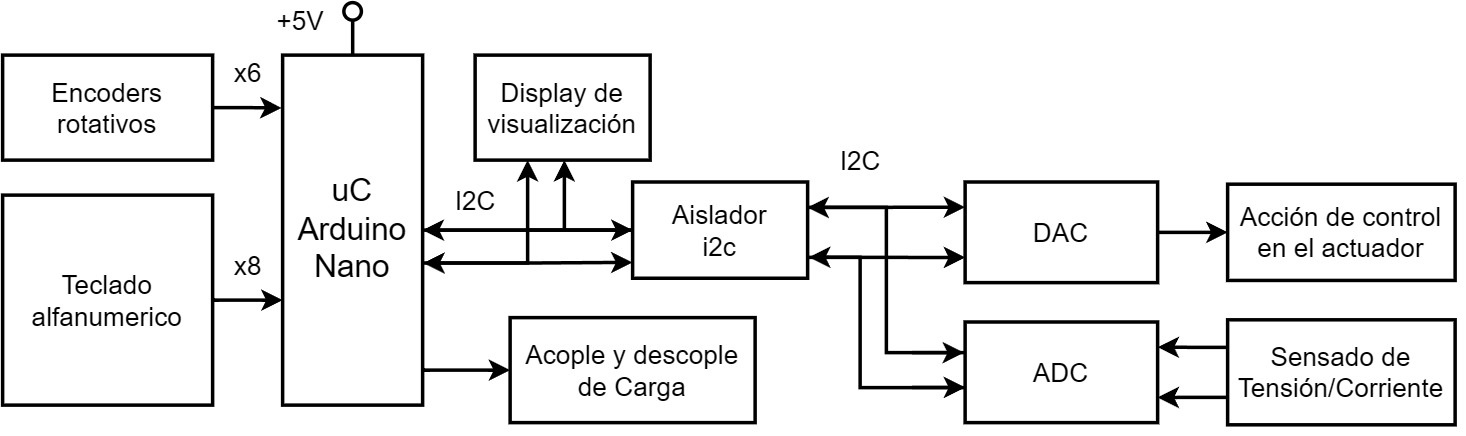 +5V
Encoders
rotativos
x6
Display de
visualización
uC
Arduino
Nano
I2C
Aislador
i2c
I2C
DAC
Acción de control
en el actuador
Teclado
alfanumerico
x8
Acople y descople
de Carga
ADC
Sensado de
Tensión/Corriente